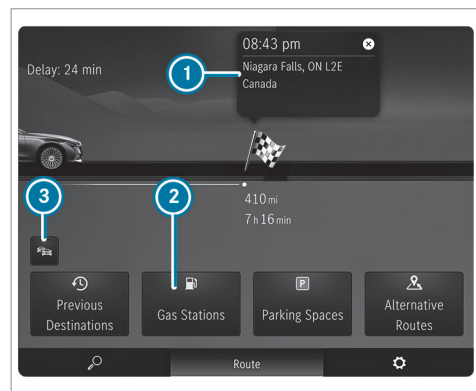 08:43 pm
Delay: 24 min
Niagara Falls, ON L2E
Canada
1
410 mi
7 h 16 min
3
2
P
Previous
Destinations
Gas Stations
Parking Spaces
Alternative
Routes
Route